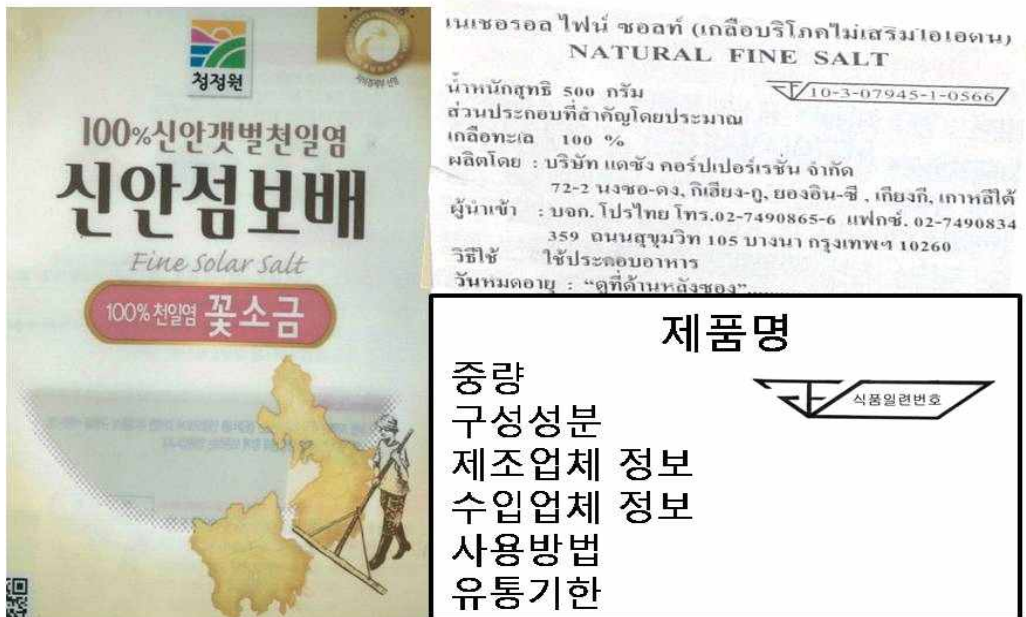 청정원
100%신안갯벌천일염
신안섬보배
Fine Solar Salt
100% 천일염 꽃소금
เนเชอรอล ไฟน์ ซอลท์ (เกลือบริโภคไม่เสริมไอโอดีน)
NATURAL FINE SALT
น้ำหนักสุทธิ 500 กรัม
10-3-07945-1-0566
ส่วนประกอบที่สำคัญโดยประมาณ
เกลือทะเล 100 %
ผลิตโดย : บริษัท แดซัง คอร์ปเปอร์เรชั่น จำกัด
72-2 นงซอ-ดง, กิเฮียง-กู, ยองอิน-ซี , เกียงกี, เกาหลีใต้
ผู้นำเข้า : บจก. โปรไทย โทร.02-7490865-6 แฟกซ์. 02-7490834
359 ถนนสุขุมวิท 105 บางนา กรุงเทพฯ 10260
วิธีใช้ ใช้ประกอบอาหาร
วันหมดอายุ : “ดูที่ด้านหลังซอง”........
제품명
중량
식품일련번호
구성성분
제조업체 정보
수입업체 정보
사용방법
유통기한